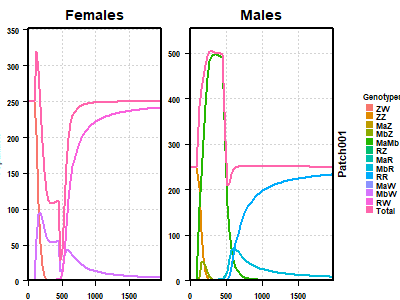 Females
Males
350
300
250
200
150
100
50
0
0
500
1000
1500
500
400
300
200
100
0
0
500
1000
1500
Patch001
Genotypes
ZW
ZZ
MaZ
MbZ
MaMb
RZ
MaR
MbR
RR
MaW
MbW
RW
Total